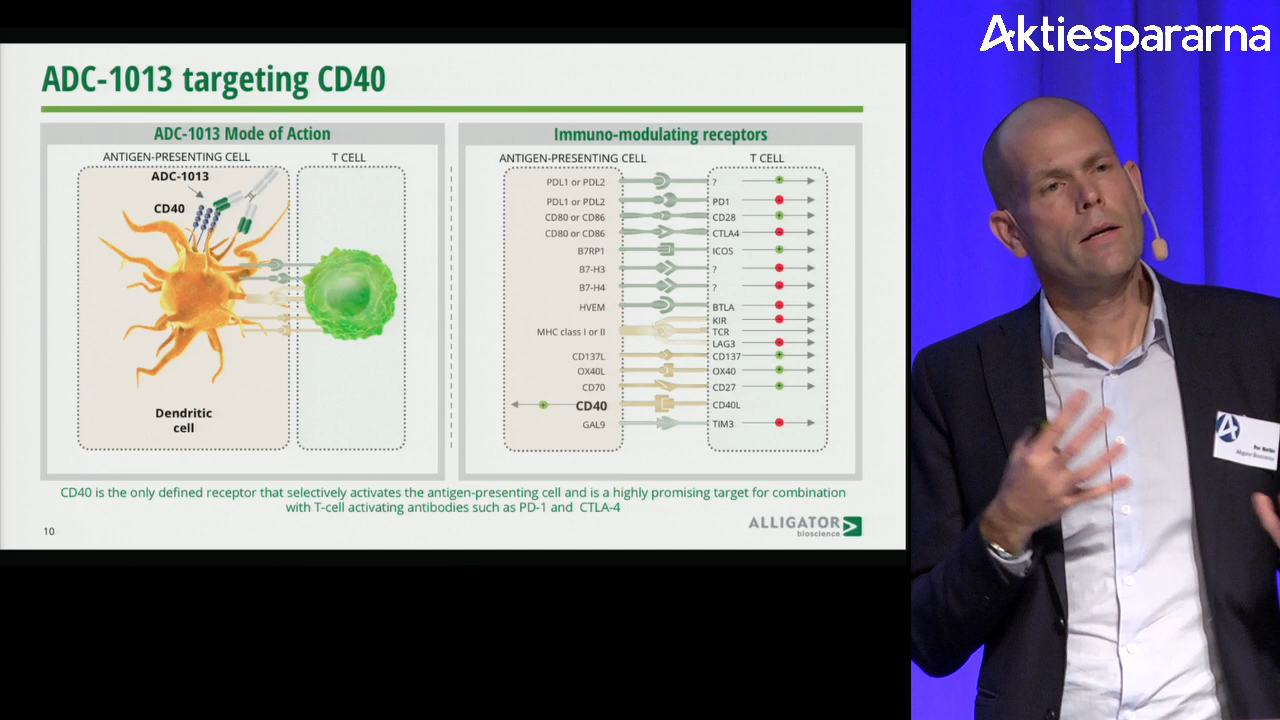 Aktiespararna
ADC-1013 targeting CD40
ADC-1013 Mode of Action
ANTIGEN-PRESENTING CELL
T CELL
ADC-1013
CD40
Dendritic
cell
Immuno-modulating receptors
ANTIGEN-PRESENTING CELL
T CELL
PDL1 or PDL2
?
PDL1 or PDL2
PD1
CD80 or CD86
CD28
CD80 or CD86
CTLA4
B7RP1
ICOS
B7-H3
?
B7-H4
?
HVEM
BTLA
KIR
MHC class I or II
TCR
LAG3
CD137L
CD137
OX40L
OX40
CD70
CD27
CD40
CD40L
GAL9
TIM3
CD40 is the only defined receptor that selectively activates the antigen-presenting cell and is a highly promising target for combination
with T-cell activating antibodies such as PD-1 and CTLA-4
10
ALLIGATOR
bioscience
Alligator Bioscience